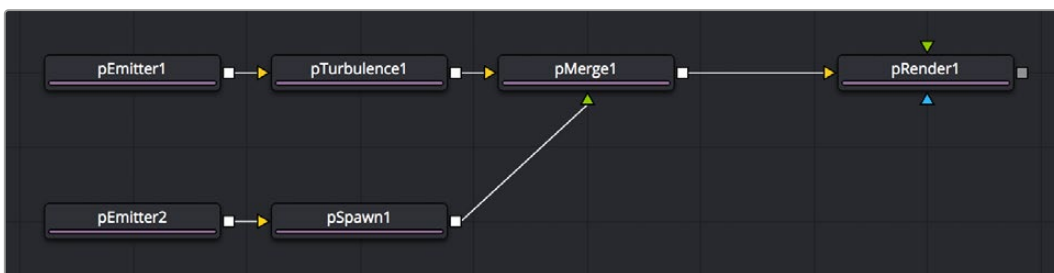 pEmitter1
pTurbulence1
pMerge1
pRender1
pEmitter2
pSpawn1